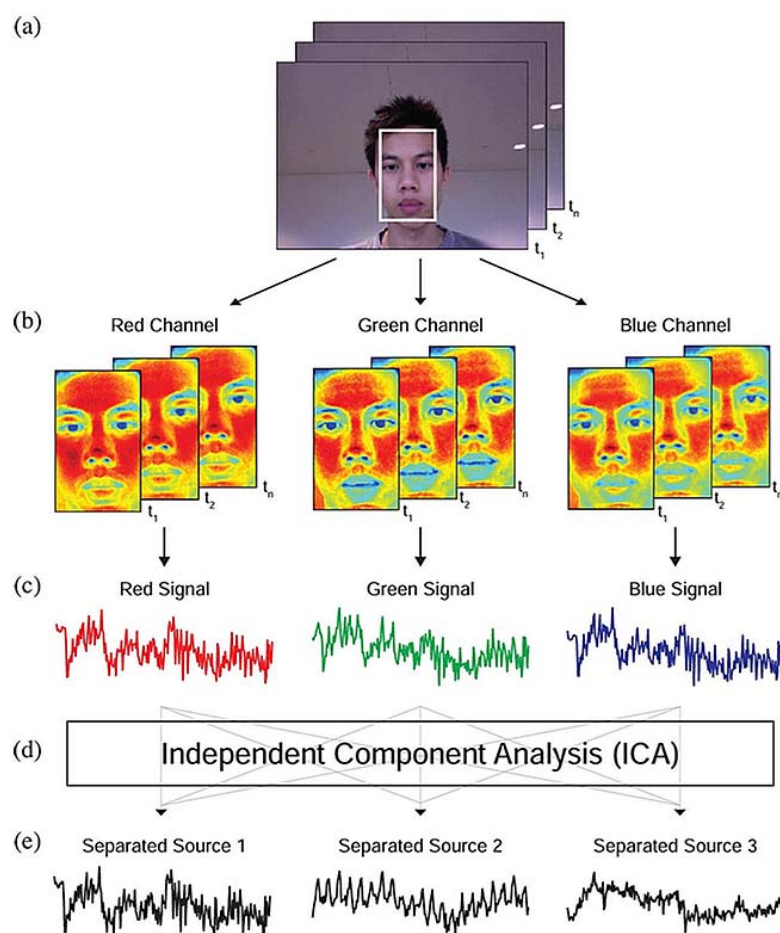 (a)
t1
t2
tn
(b)
Red Channel Green Channel Blue Channel
t1 t2 tn t1 t2 tn t1 t2 tn
(c)
Red Signal Green Signal Blue Signal
(d)
Independent Component Analysis (ICA)
(e)
Separated Source 1 Separated Source 2 Separated Source 3